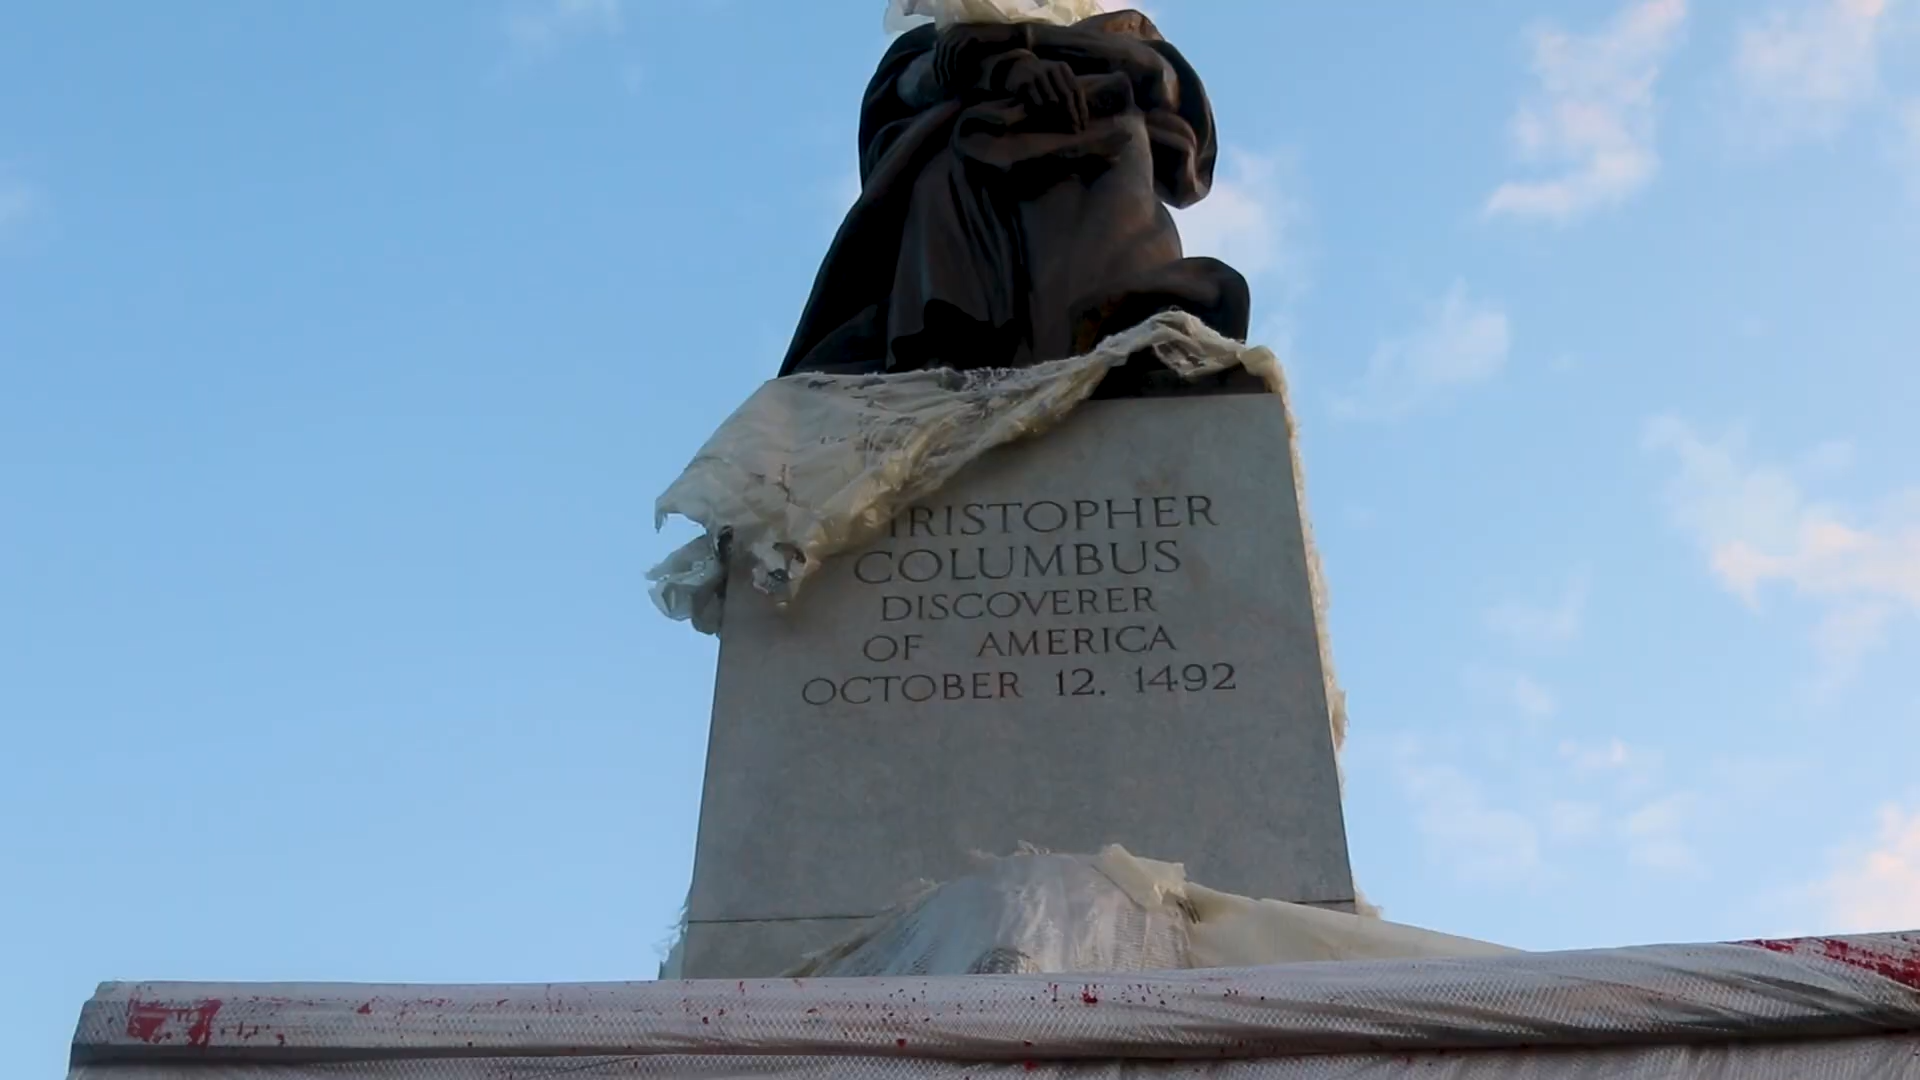 HRISTOPHER
COLUMBUS
DISCOVERER
OF AMERICA
OCTOBER 12. 1492